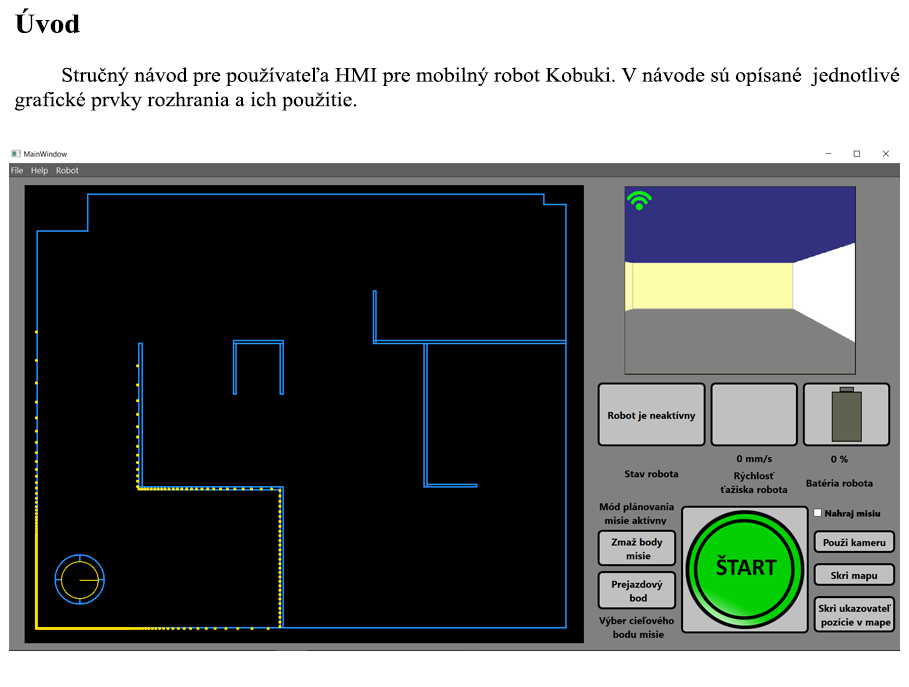 Úvod
Stručný návod pre používateľa HMI pre mobilný robot Kobuki. V návode sú opísané jednotlivé
grafické prvky rozhrania a ich použitie.
MainWindow
File Help Robot
Robot je neaktívny
0 mm/s
0 %
Stav robota
Rýchlosť
ťažiska robota
Batéria robota
Mód plánovania
misie aktívny
Nahraj misiu
Zmaž body
misie
ŠTART
Použi kameru
Prejazdový
bod
Skri mapu
Výber cieľového
bodu misie
Skri ukazovateľ
pozície v mape